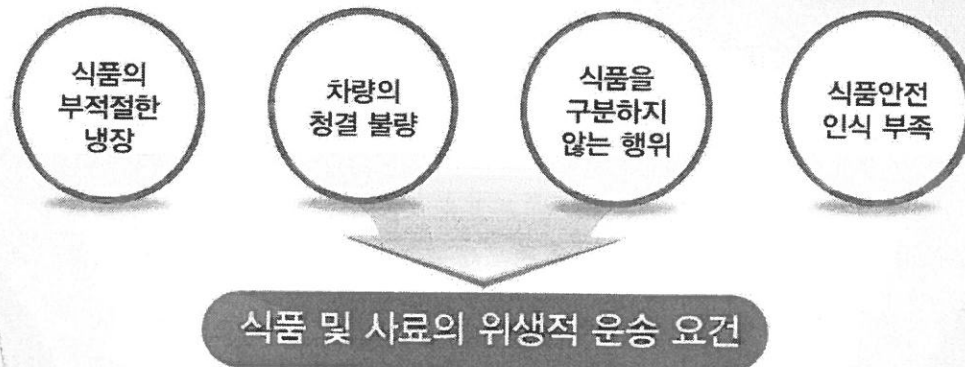 식품의
부적절한
냉장
차량의
청결 불량
식품을
구분하지
않는 행위
식품안전
인식 부족
식품 및 사료의 위생적 운송 요건